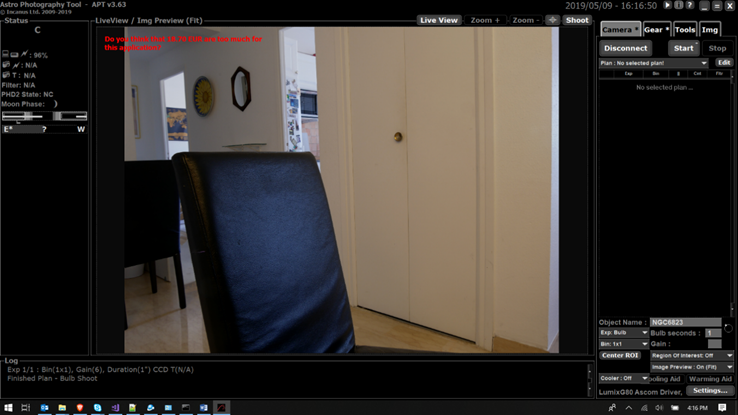 Astro Photography Tool - APT v3.63
© Incanus Ltd. 2009-2019
2019/05/09 - 16:16:50
Status
C
: 96%
: N/A
T : N/A
Filter: N/A
PHD2 State: NC
Moon Phase:
E* ? W
LiveView / Img Preview (Fit)
Live View
Zoom +
Zoom -
Shoot
this application?
Camera *
Gear *
Tools
Img
Disconnect
Start
Stop
Plan : No selected plan!
Edit
Exp Bin Cnt
No selected plan ...
Object Name : NGC6823
Exp: Bulb
Bulb seconds : 1
Bin: 1x1
Gain :
Center ROI
Region Of Interest: Off
Image Preview : On (Fit)
Cooler : Off
ooling Aid
Warming Aid
LumixG80 Ascom Driver,
Settings...
Log
Exp 1/1 : Bin(1x1), Gain(6), Duration(1") CCD T(N/A)
Finished Plan - Bulb Shoot
4:16 PM